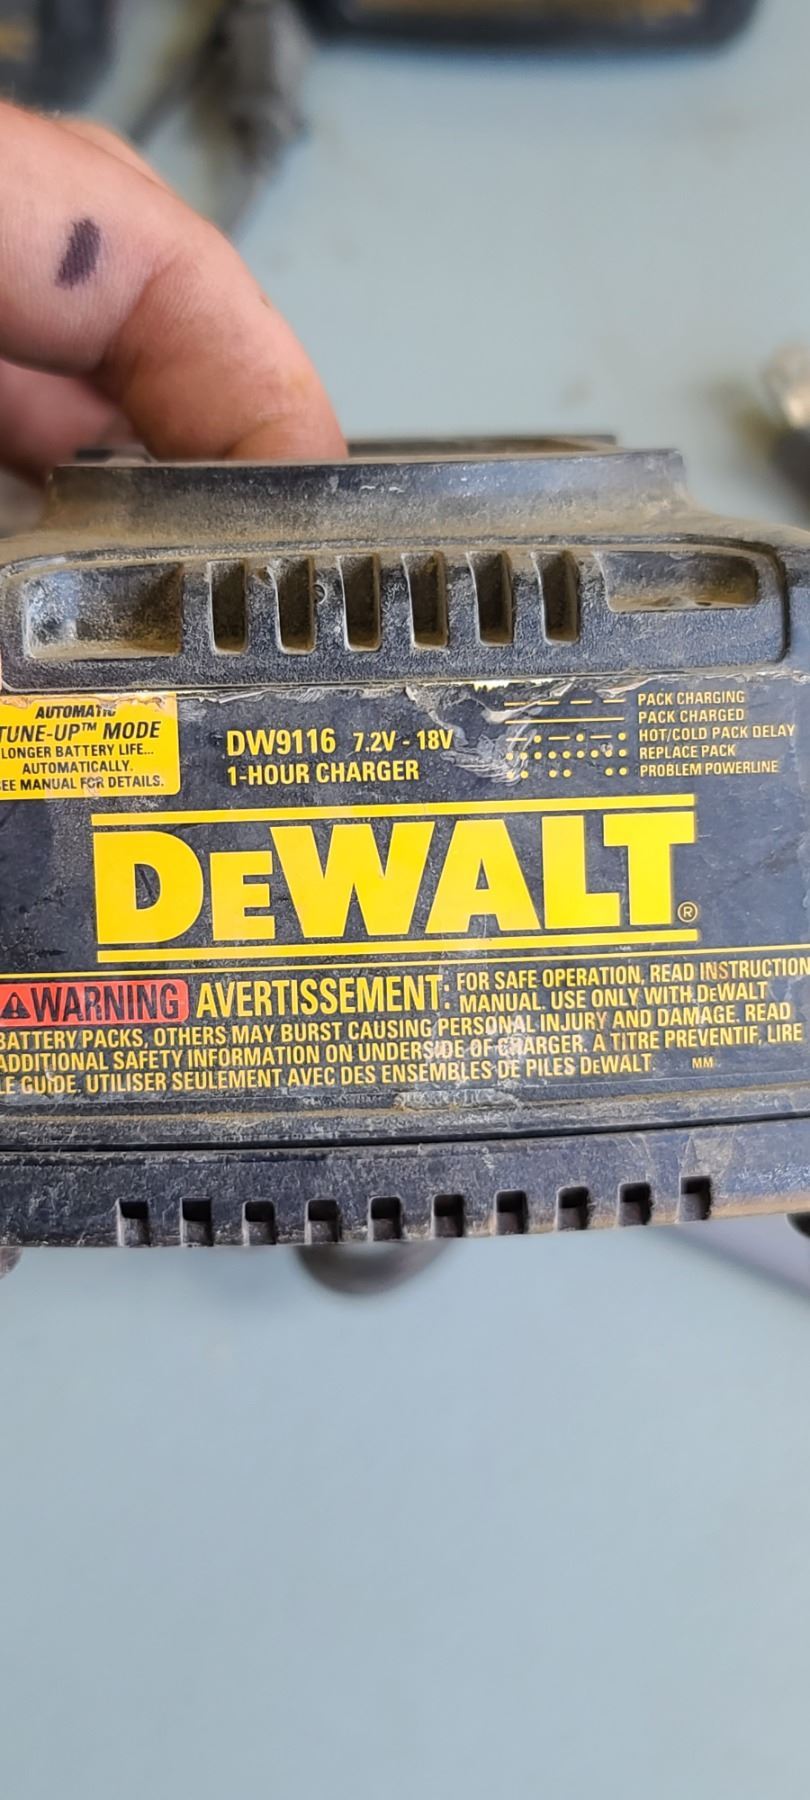 AUTOMATIC
TUNE-UP™ MODE
LONGER BATTERY LIFE...
AUTOMATICALLY.
SEE MANUAL FOR DETAILS.
DW9116 7.2V - 18V
1-HOUR CHARGER
PACK CHARGING
PACK CHARGED
HOT/COLD PACK DELAY
REPLACE PACK
PROBLEM POWERLINE
DEWALT®
WARNING AVERTISSEMENT: FOR SAFE OPERATION, READ INSTRUCTION
MANUAL. USE ONLY WITH DEWALT
BATTERY PACKS, OTHERS MAY BURST CAUSING PERSONAL INJURY AND DAMAGE. READ
ADDITIONAL SAFETY INFORMATION ON UNDERSIDE OF CHARGER. A TITRE PREVENTIF, LIRE
LE GUIDE. UTILISER SEULEMENT AVEC DES ENSEMBLES DE PILES DEWALT. MM